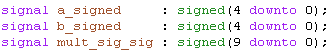 signal a_signed     : signed(4 downto 0);
signal b_signed     : signed(4 downto 0);
signal mult_sig_sig : signed(9 downto 0);